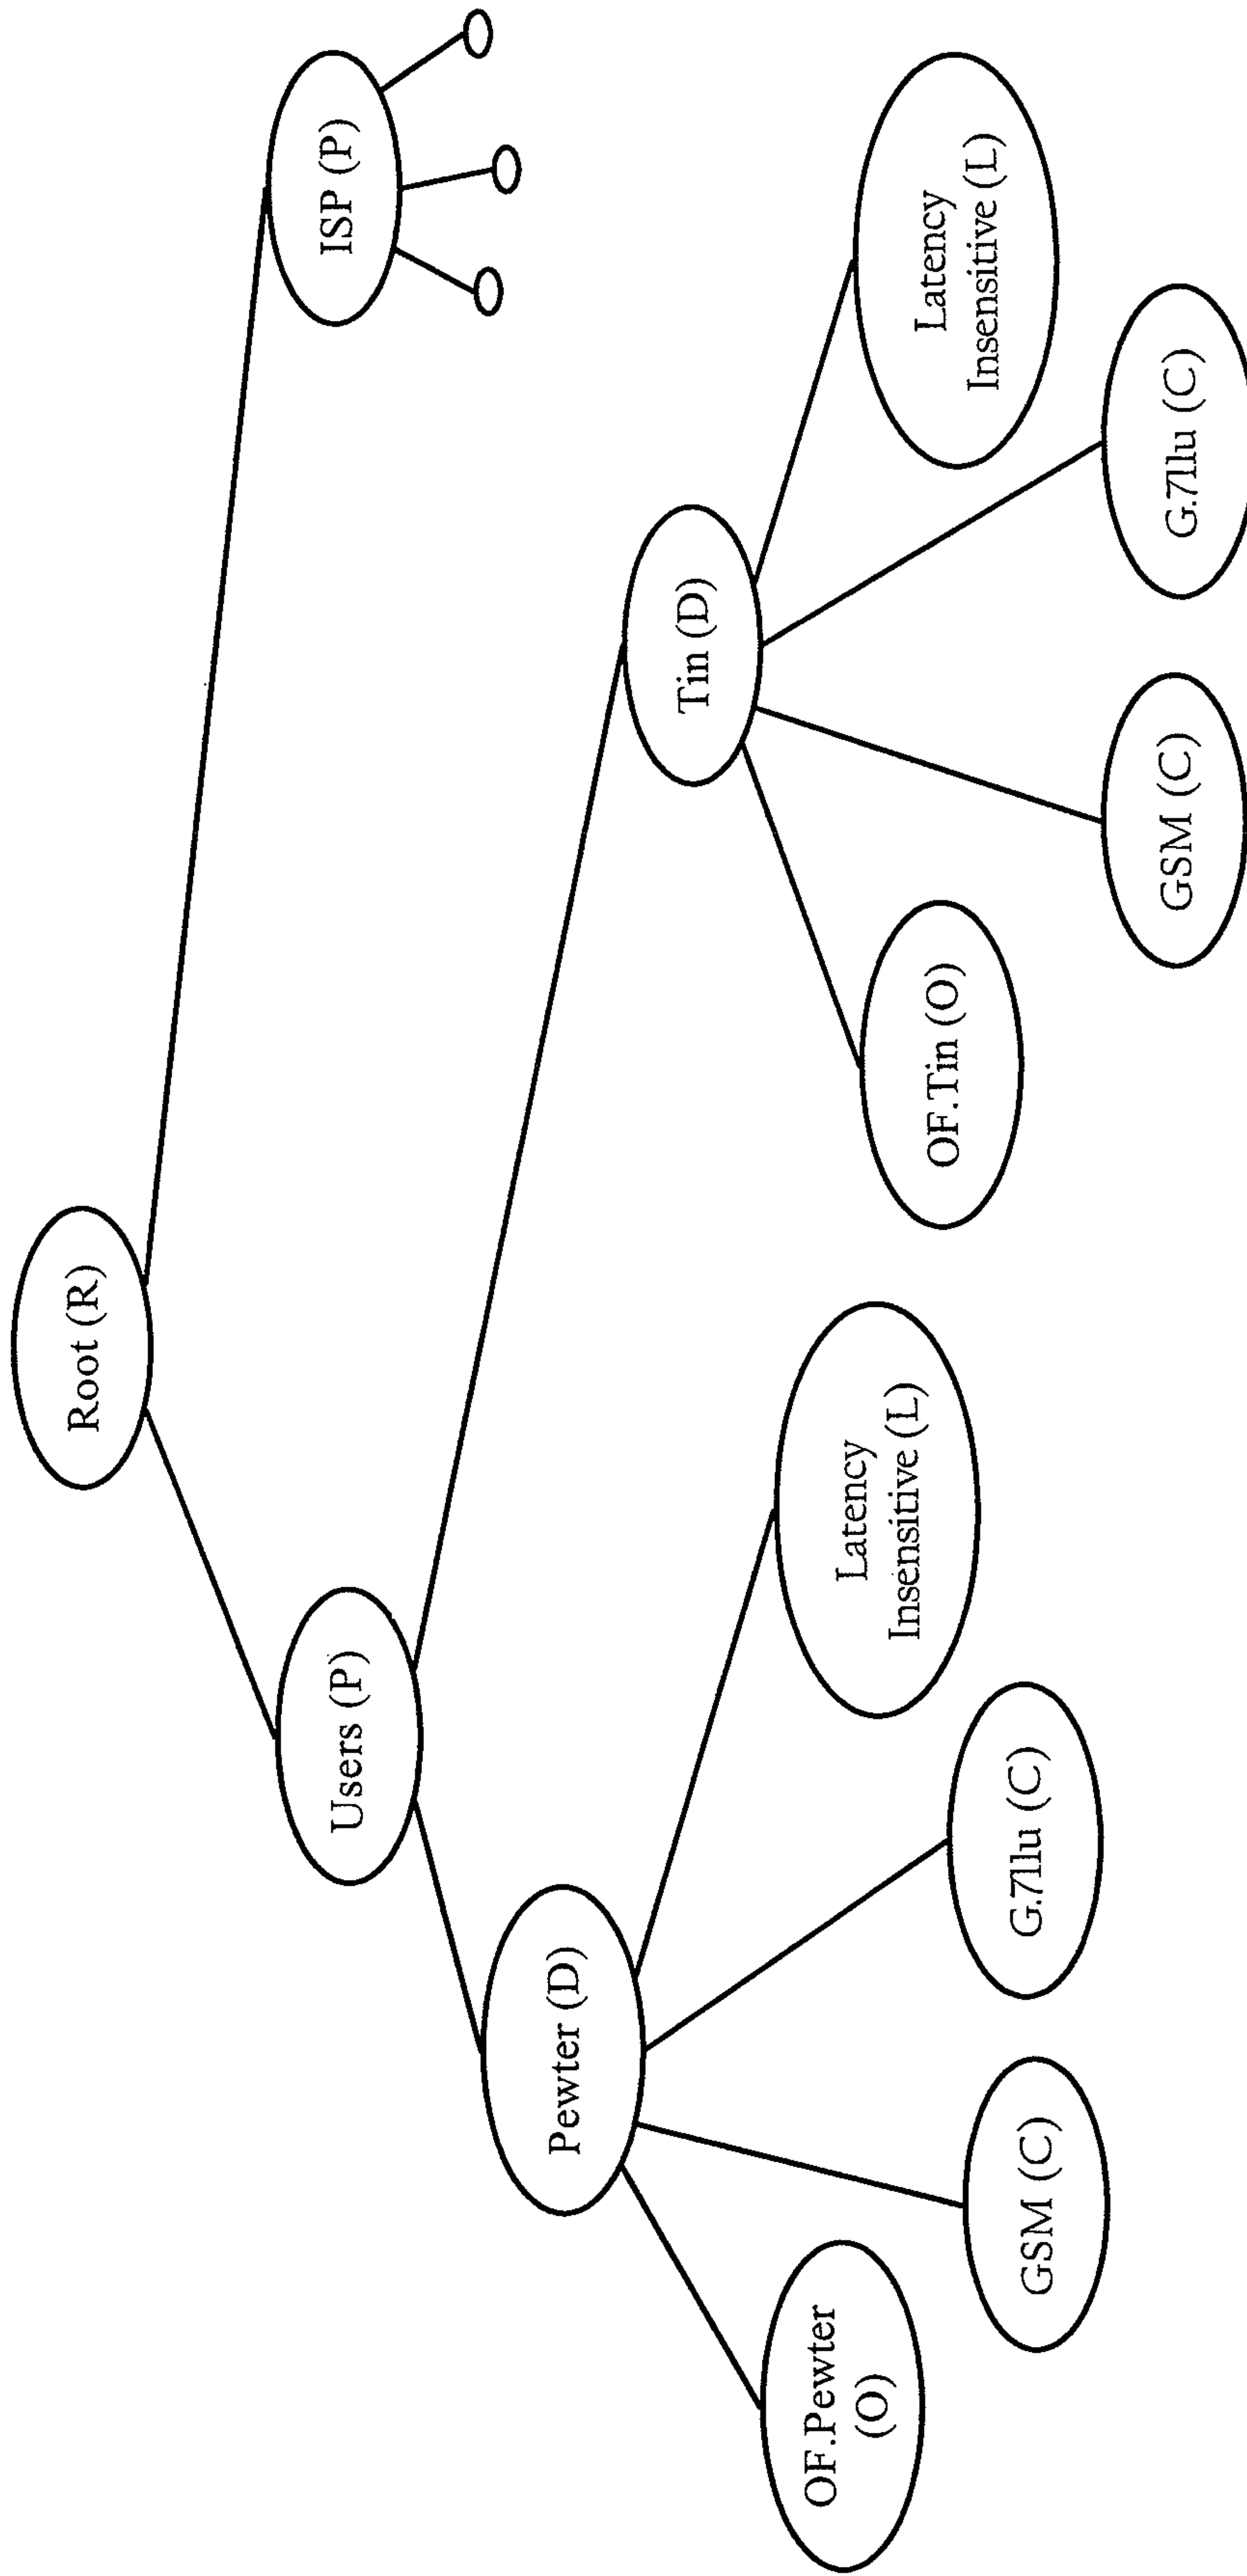 Root (R)
Users (P)
ISP (P)
Pewter (D)
Tin (D)
OF.Pewter
(O)
GSM (C)
G.711u (C)
Latency
Insensitive (L)
OF.Tin (O)
GSM (C)
G.711u (C)
Latency
Insensitive (L)